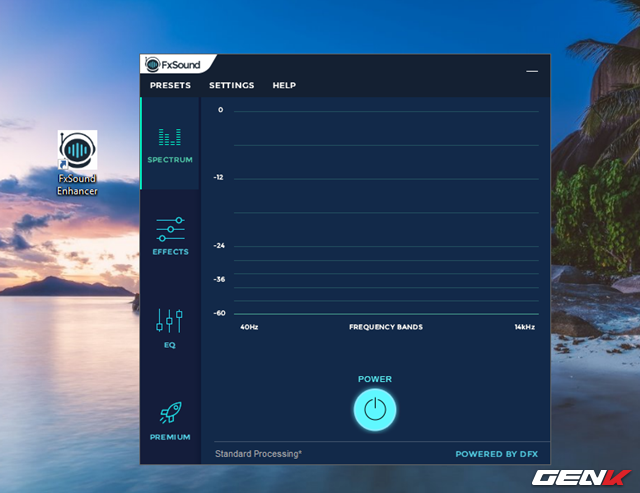 FxSound
PRESETS SETTINGS HELP
FxSound
Enhancer
SPECTRUM
EFFECTS
EQ
PREMIUM
0
-12
-24
-36
-60
40Hz FREQUENCY BANDS 14kHz
POWER
Standard Processing*
POWERED BY DFX
GENK